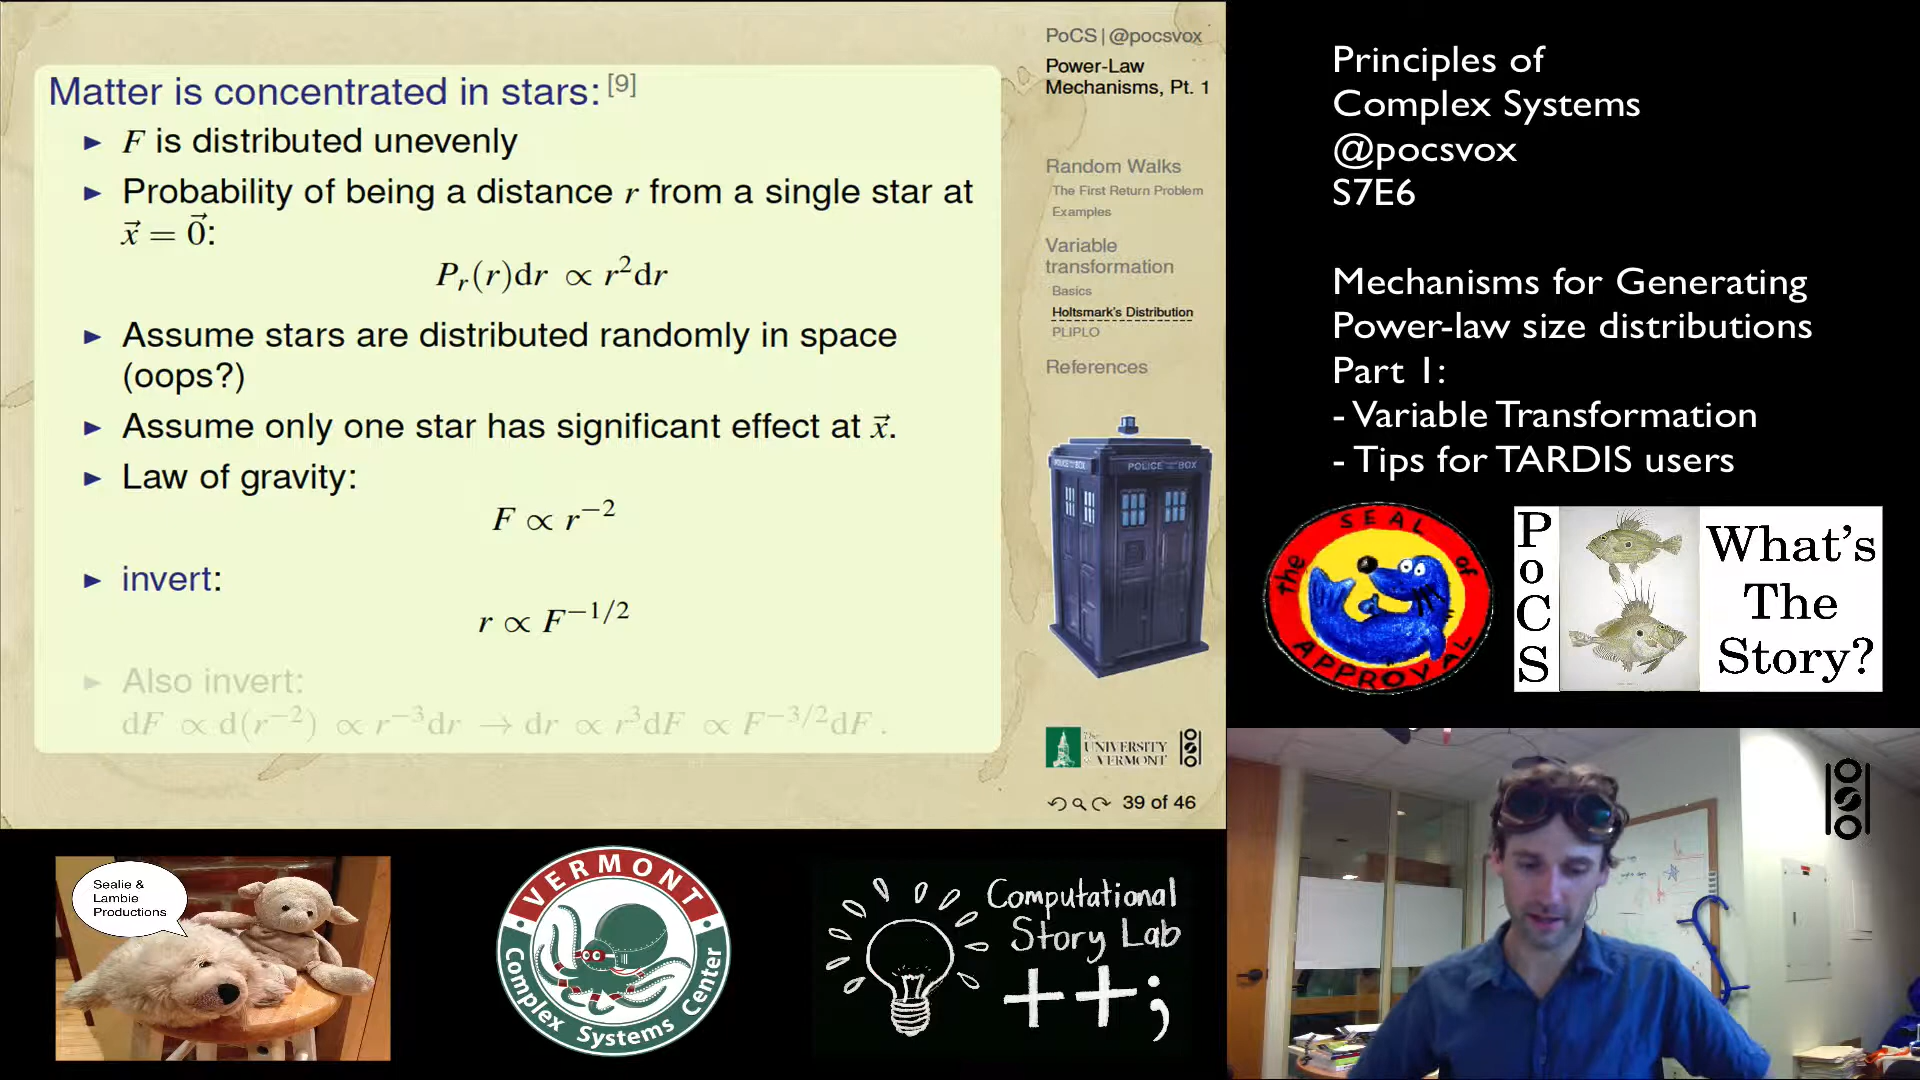 Matter is concentrated in stars: [9]
► F is distributed unevenly
► Probability of being a distance r from a single star at
x⃗ = 0⃗:
Pᵣ(r)dr ∝ r²dr
► Assume stars are distributed randomly in space
(oops?)
► Assume only one star has significant effect at x⃗.
► Law of gravity:
F ∝ r⁻²
► invert:
r ∝ F⁻¹/²
► Also invert:
dF ∝ d(r⁻²) ∝ r⁻³dr → dr ∝ r³dF ∝ F⁻³/²dF.
PoCS | @pocsvox
Power-Law
Mechanisms, Pt. 1
Random Walks
The First Return Problem
Examples
Variable
transformation
Basics
Holtsmark's Distribution
PLIPLO
References
POLICE BOX
POLICE BOX
The
UNIVERSITY
of VERMONT
39 of 46
Principles of
Complex Systems
@pocsvox
S7E6
Mechanisms for Generating
Power-law size distributions
Part 1:
- Variable Transformation
- Tips for TARDIS users
the SEAL of APPROVAL
PoCS
What's
The
Story?
Sealie &
Lambie
Productions
VERMONT
Complex Systems Center
Computational
Story Lab
++;